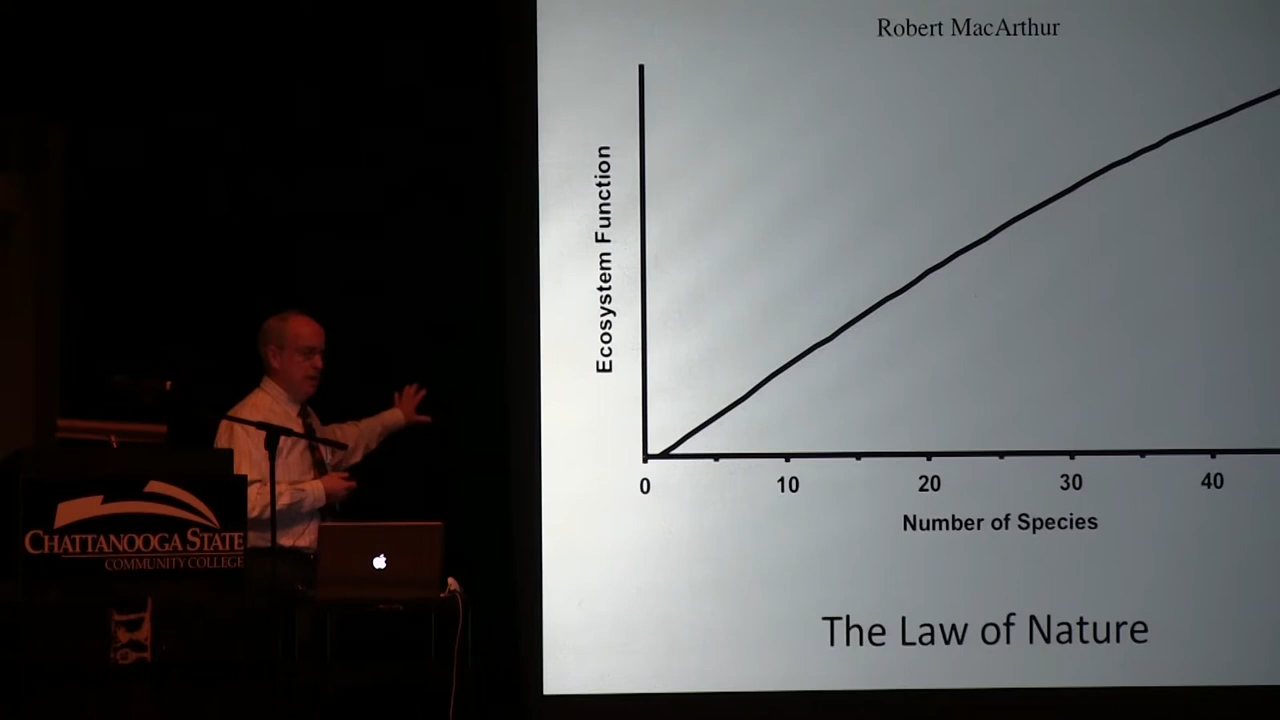 Robert MacArthur
Ecosystem Function
0 10 20 30 40
Number of Species
The Law of Nature
CHATTANOOGA STATE
COMMUNITY COLLEGE